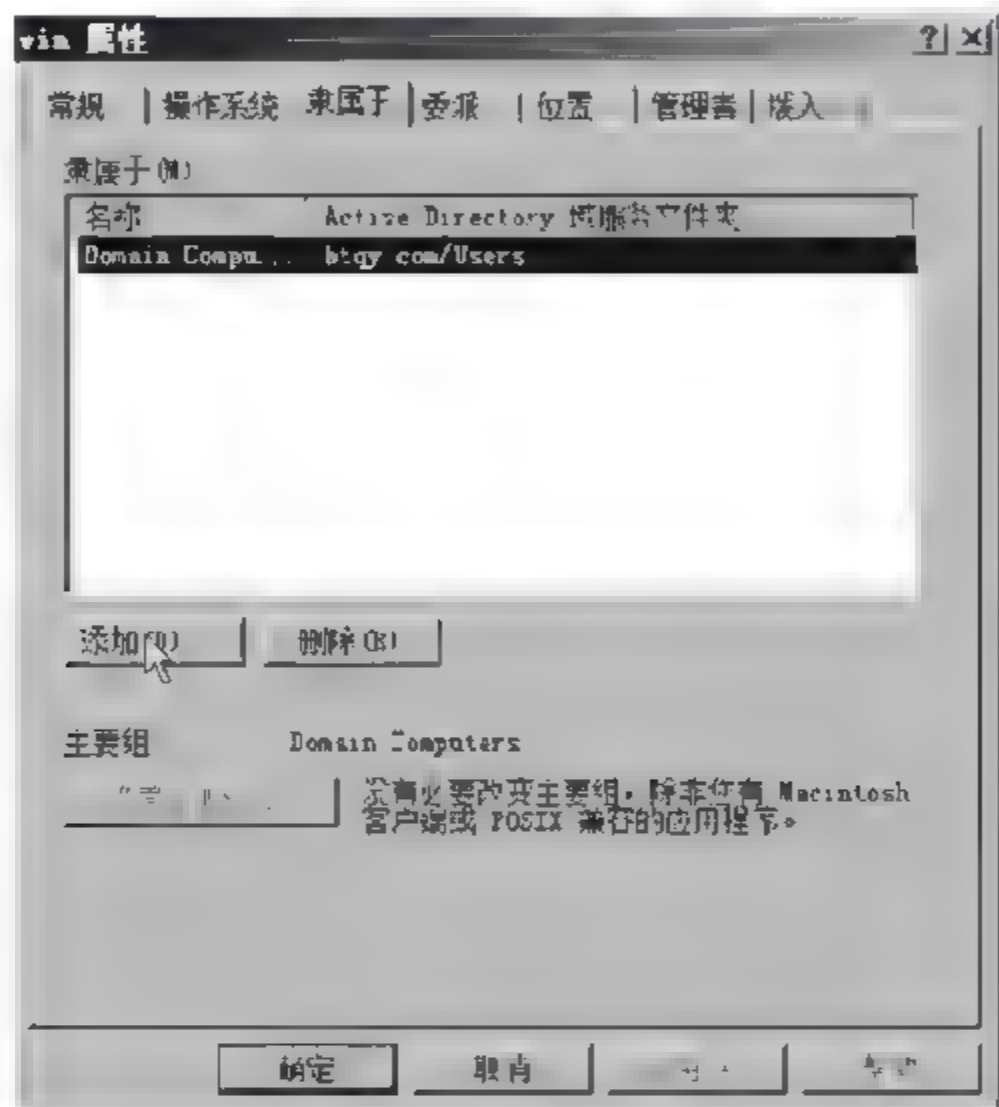 win 属性
常规 操作系统 隶属于 委派 位置 管理者 拨入
隶属于(M)
名称 Active Directory 域服务文件夹
Domain Compu... btqy com/Users
添加(D) 删除(R)
主要组 Domain Computers
没有必要改变主要组,除非你有 Macintosh
客户端或 POSIX 兼容的应用程序。
确定 取消